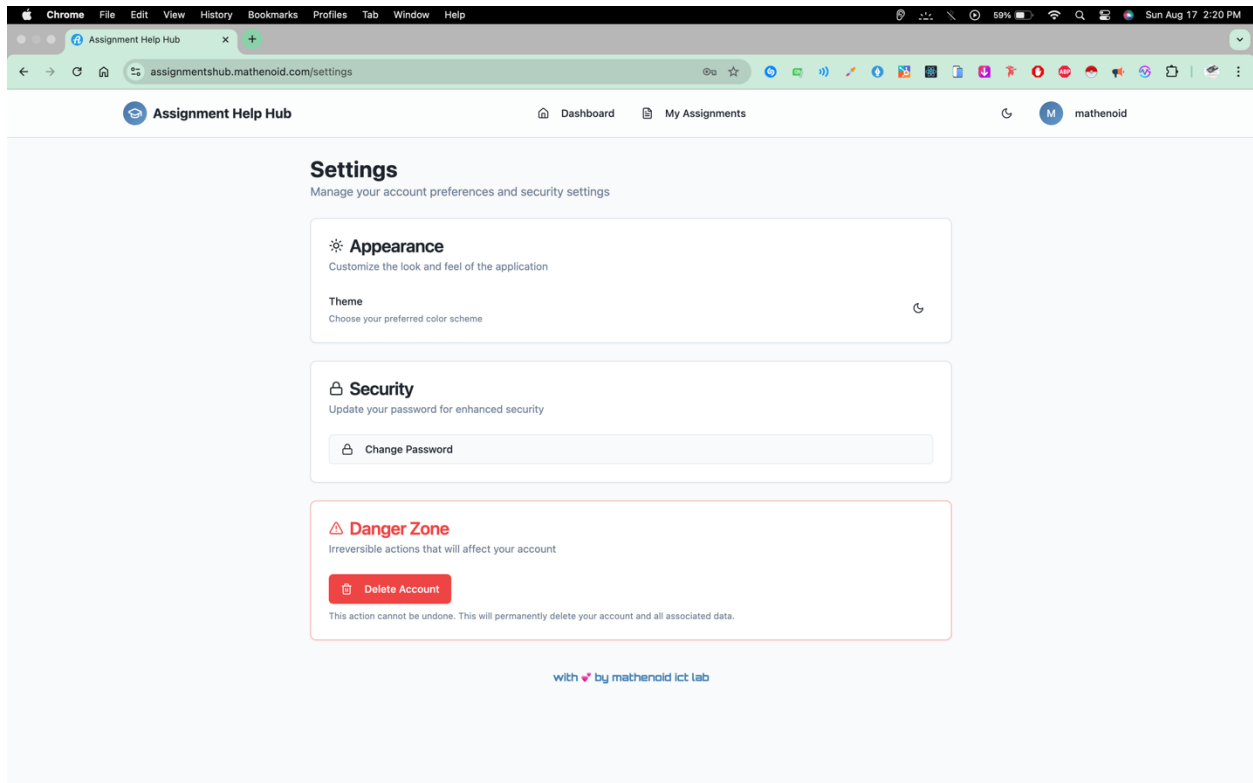 Chrome File Edit View History Bookmarks Profiles Tab Window Help 59% Sun Aug 17 2:20 PM
Assignment Help Hub
assignmentshub.mathenoid.com/settings
Assignment Help Hub Dashboard My Assignments M mathenoid
Settings
Manage your account preferences and security settings
Appearance
Customize the look and feel of the application
Theme
Choose your preferred color scheme
Security
Update your password for enhanced security
Change Password
Danger Zone
Irreversible actions that will affect your account
Delete Account
This action cannot be undone. This will permanently delete your account and all associated data.
with 💕 by mathenoid ict lab